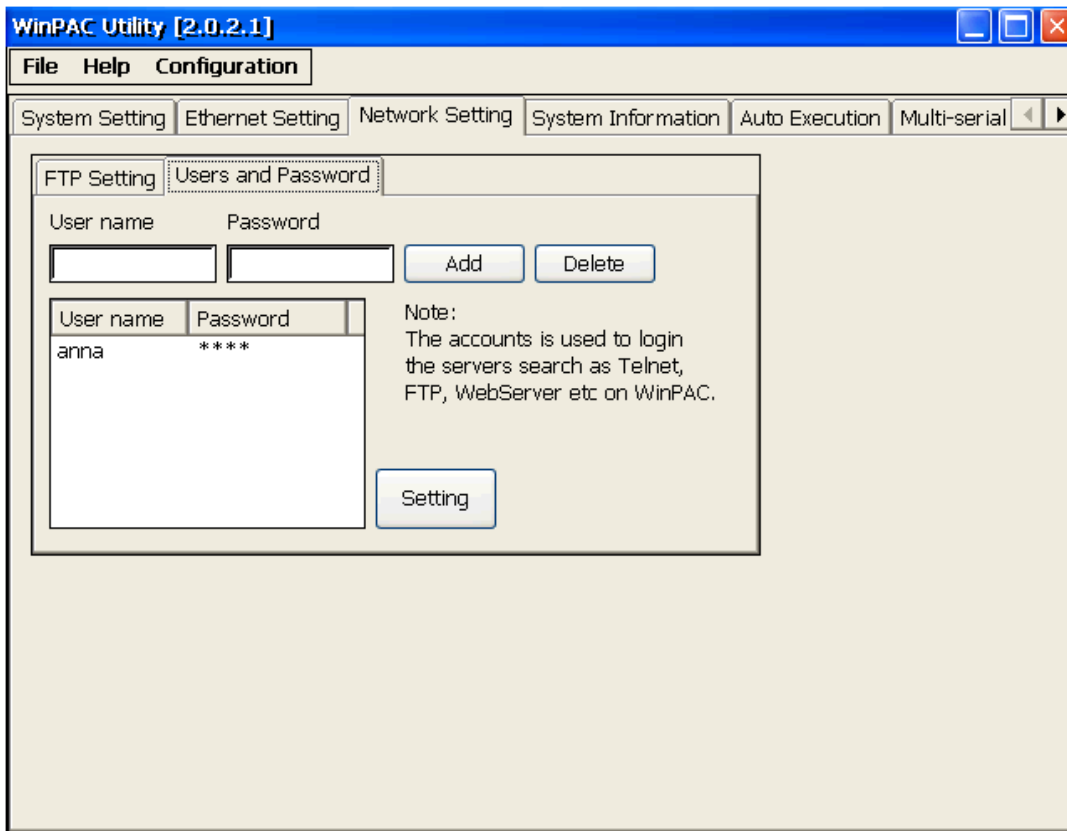 WinPAC Utility [2.0.2.1]
File Help Configuration
System Setting Ethernet Setting Network Setting System Information Auto Execution Multi-serial
FTP Setting Users and Password
User name Password
Add Delete
User name Password
anna ****
Note:
The accounts is used to login
the servers search as Telnet,
FTP, WebServer etc on WinPAC.
Setting